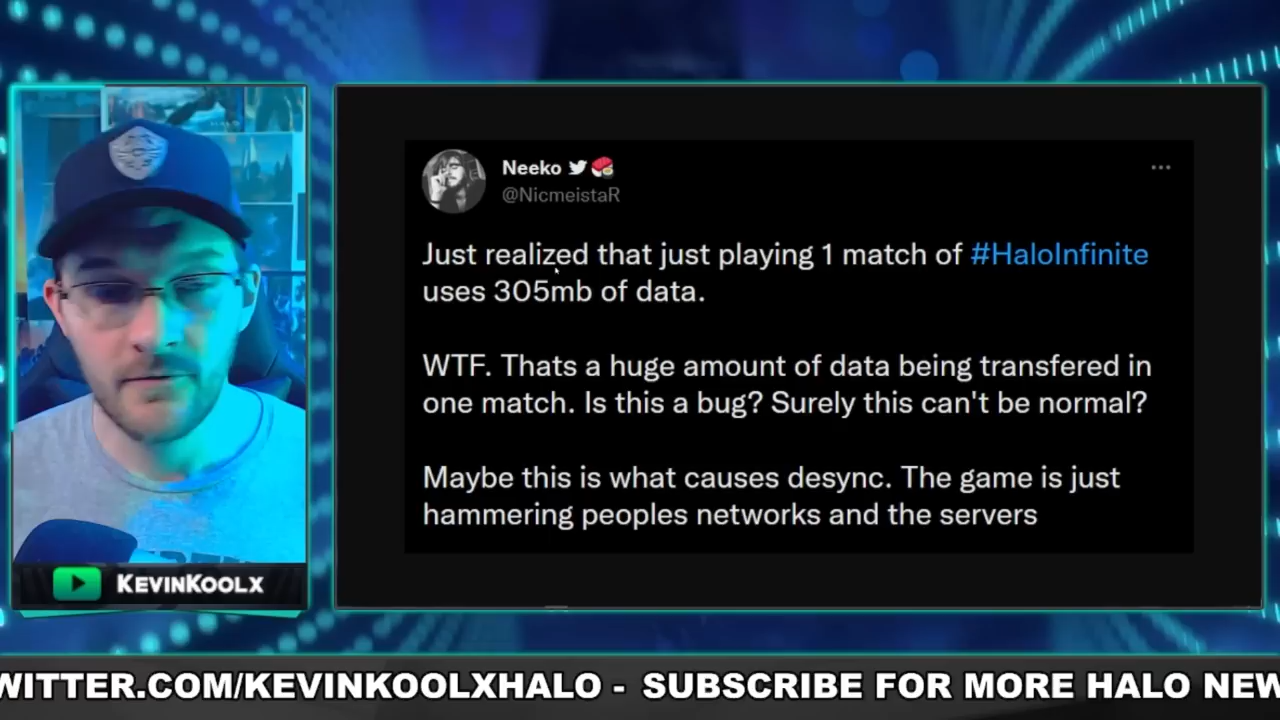 Neeko
@NicmeistaR
Just realized that just playing 1 match of #HaloInfinite
uses 305mb of data.
WTF. Thats a huge amount of data being transfered in
one match. Is this a bug? Surely this can't be normal?
Maybe this is what causes desync. The game is just
hammering peoples networks and the servers
KEVINKOOLX
WITTER.COM/KEVINKOOLXHALO - SUBSCRIBE FOR MORE HALO NEW